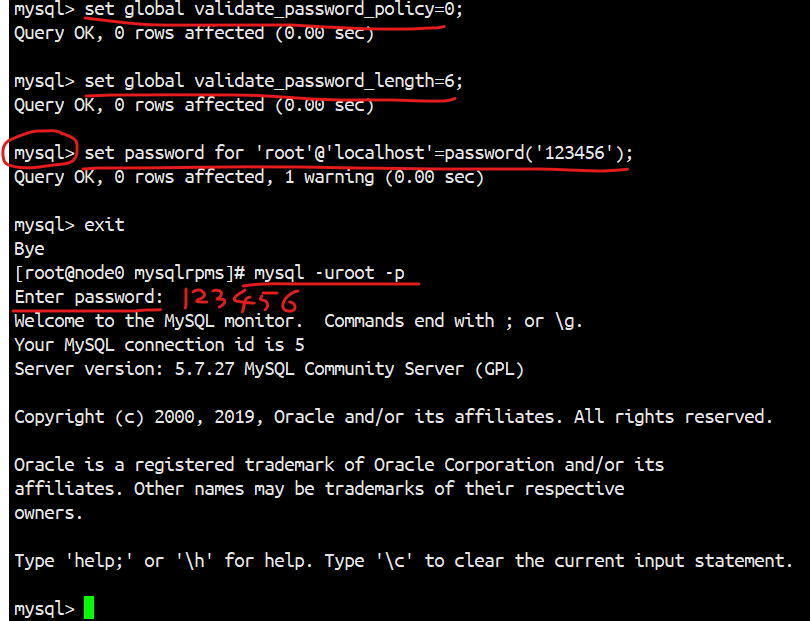 mysql> set global validate_password_policy=0;
Query OK, 0 rows affected (0.00 sec)
mysql> set global validate_password_length=6;
Query OK, 0 rows affected (0.00 sec)
mysql> set password for 'root'@'localhost'=password('123456');
Query OK, 0 rows affected, 1 warning (0.00 sec)
mysql> exit
Bye
[root@node0 mysqlrpms]# mysql -uroot -p
Enter password: 123456
Welcome to the MySQL monitor.  Commands end with ; or \g.
Your MySQL connection id is 5
Server version: 5.7.27 MySQL Community Server (GPL)
Copyright (c) 2000, 2019, Oracle and/or its affiliates. All rights reserved.
Oracle is a registered trademark of Oracle Corporation and/or its
affiliates. Other names may be trademarks of their respective
owners.
Type 'help;' or '\h' for help. Type '\c' to clear the current input statement.
mysql>